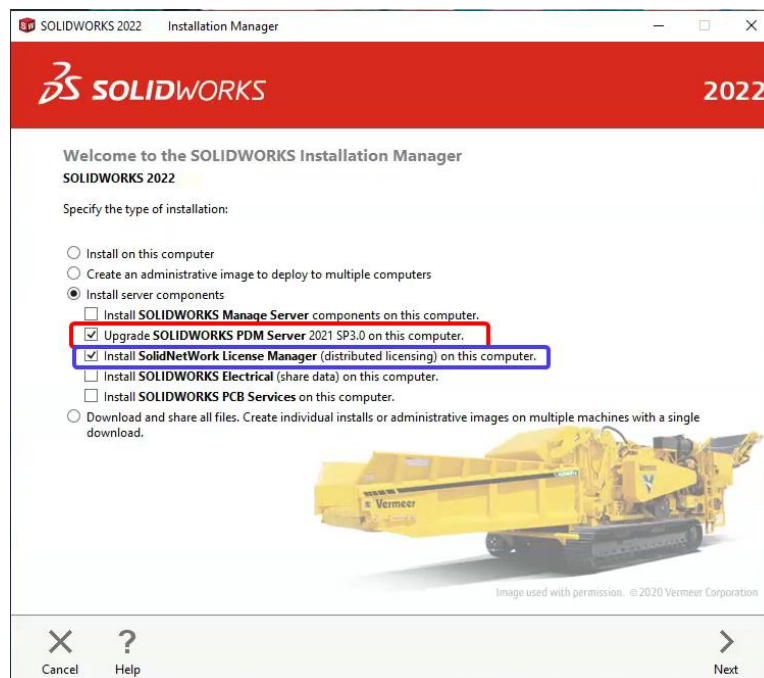 SOLIDWORKS 2022 Installation Manager
SOLIDWORKS 2022
Welcome to the SOLIDWORKS Installation Manager
SOLIDWORKS 2022
Specify the type of installation:
Install on this computer
Create an administrative image to deploy to multiple computers
Install server components
Install SOLIDWORKS Manage Server components on this computer.
Upgrade SOLIDWORKS PDM Server 2021 SP3.0 on this computer.
Install SolidNetWork License Manager (distributed licensing) on this computer.
Install SOLIDWORKS Electrical (share data) on this computer.
Install SOLIDWORKS PCB Services on this computer.
Download and share all files. Create individual installs or administrative images on multiple machines with a single
download.
Vermeer
Image used with permission. © 2020 Vermeer Corporation
Cancel Help Next